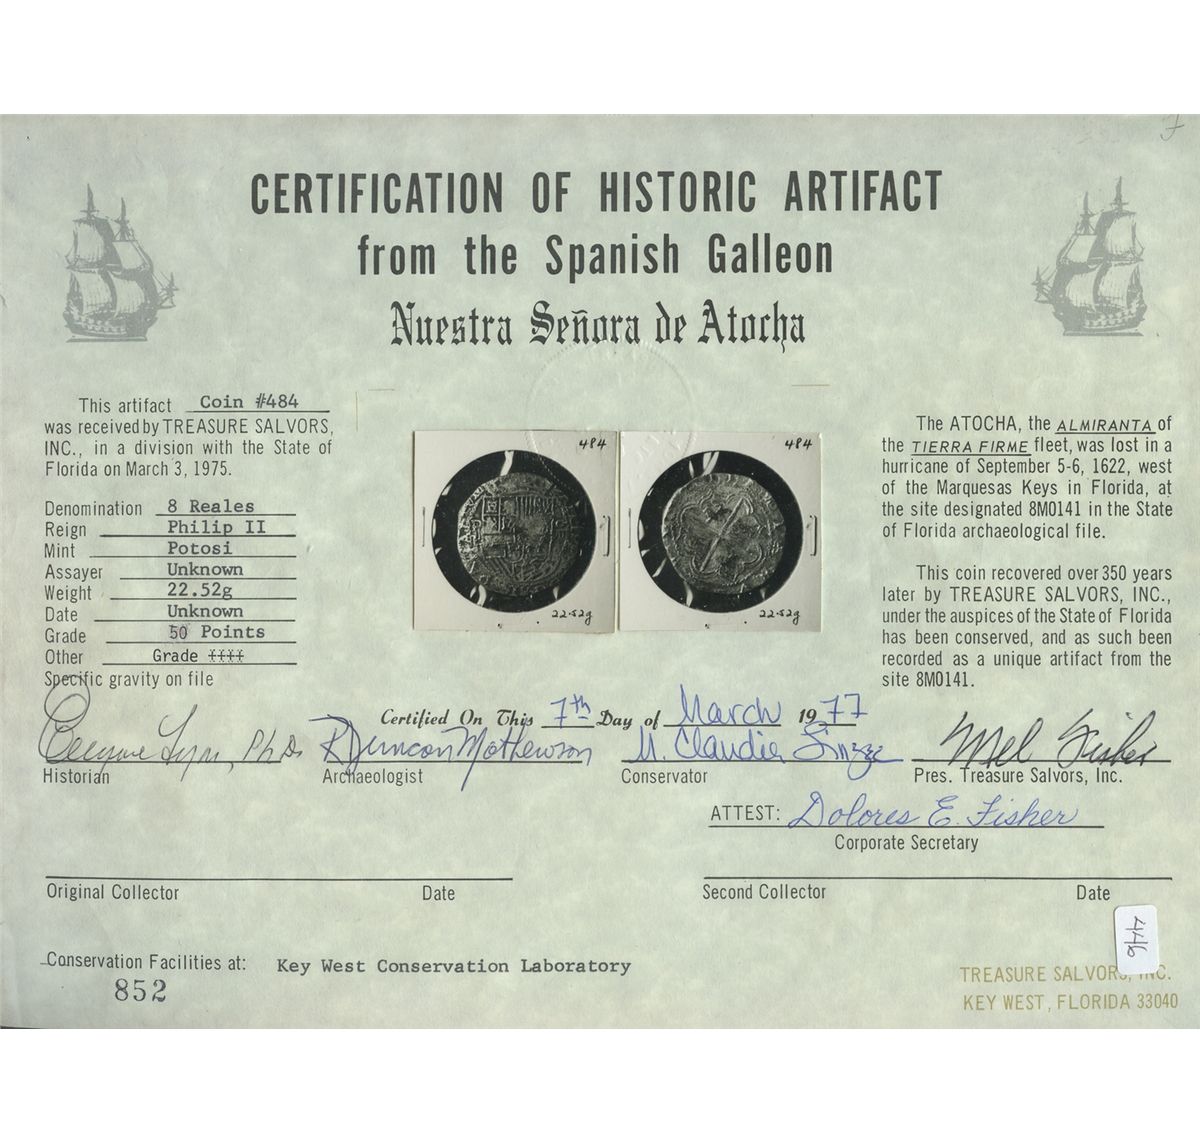 CERTIFICATION OF HISTORIC ARTIFACT
from the Spanish Galleon
Nuestra Señora de Atocha
This artifact Coin #484
was received by TREASURE SALVORS,
INC., in a division with the State of
Florida on March 3, 1975.
Denomination 8 Reales
Reign Philip II
Mint Potosi
Assayer Unknown
Weight 22.52g
Date Unknown
Grade 50 Points
Other Grade ++++
Specific gravity on file
484
22.52g
484
22.52g
The ATOCHA, the ALMIRANTA of
the TIERRA FIRME fleet, was lost in a
hurricane of September 5-6, 1622, west
of the Marquesas Keys in Florida, at
the site designated 8M0141 in the State
of Florida archaeological file.
This coin recovered over 350 years
later by TREASURE SALVORS, INC.,
under the auspices of the State of Florida
has been conserved, and as such been
recorded as a unique artifact from the
site 8M0141.
Certified On This 7th Day of March 1977
Eugene Lyon, Ph.D.
Historian
R Duncan Mathewson
Archaeologist
M. Claudia
Conservator
Mel Fisher
Pres. Treasure Salvors, Inc.
ATTEST: Dolores E. Fisher
Corporate Secretary
Original Collector Date
Second Collector Date
446
Conservation Facilities at: Key West Conservation Laboratory
852
TREASURE SALVORS, INC.
KEY WEST, FLORIDA 33040